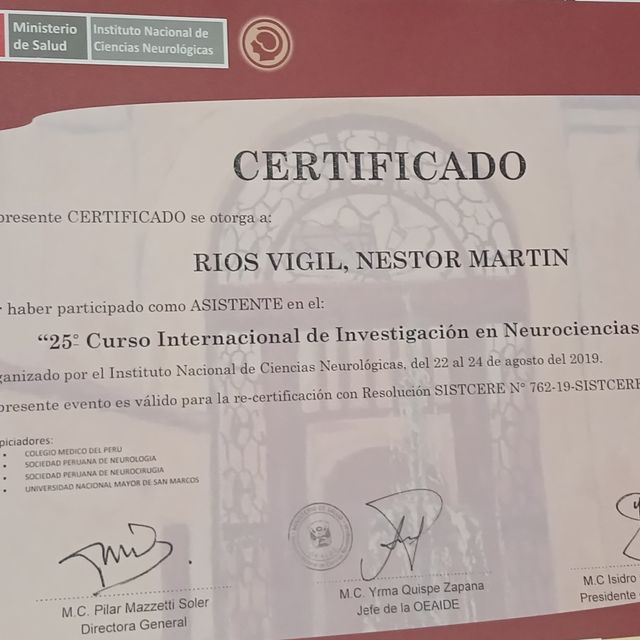 Ministerio
de Salud
Instituto Nacional de
Ciencias Neurológicas
CERTIFICADO
presente CERTIFICADO se otorga a:
RIOS VIGIL, NESTOR MARTIN
haber participado como ASISTENTE en el:
“25° Curso Internacional de Investigación en Neurociencias
ganizado por el Instituto Nacional de Ciencias Neurológicas, del 22 al 24 de agosto del 2019.
presente evento es válido para la re-certificación con Resolución SISTCERE N° 762-19-SISTCERE
piciadores:
• COLEGIO MEDICO DEL PERU
• SOCIEDAD PERUANA DE NEUROLOGIA
• SOCIEDAD PERUANA DE NEUROCIRUGIA
• UNIVERSIDAD NACIONAL MAYOR DE SAN MARCOS
M.C. Pilar Mazzetti Soler
Directora General
M.C. Yrma Quispe Zapana
Jefe de la OEAIDE
M.C Isidro
Presidente